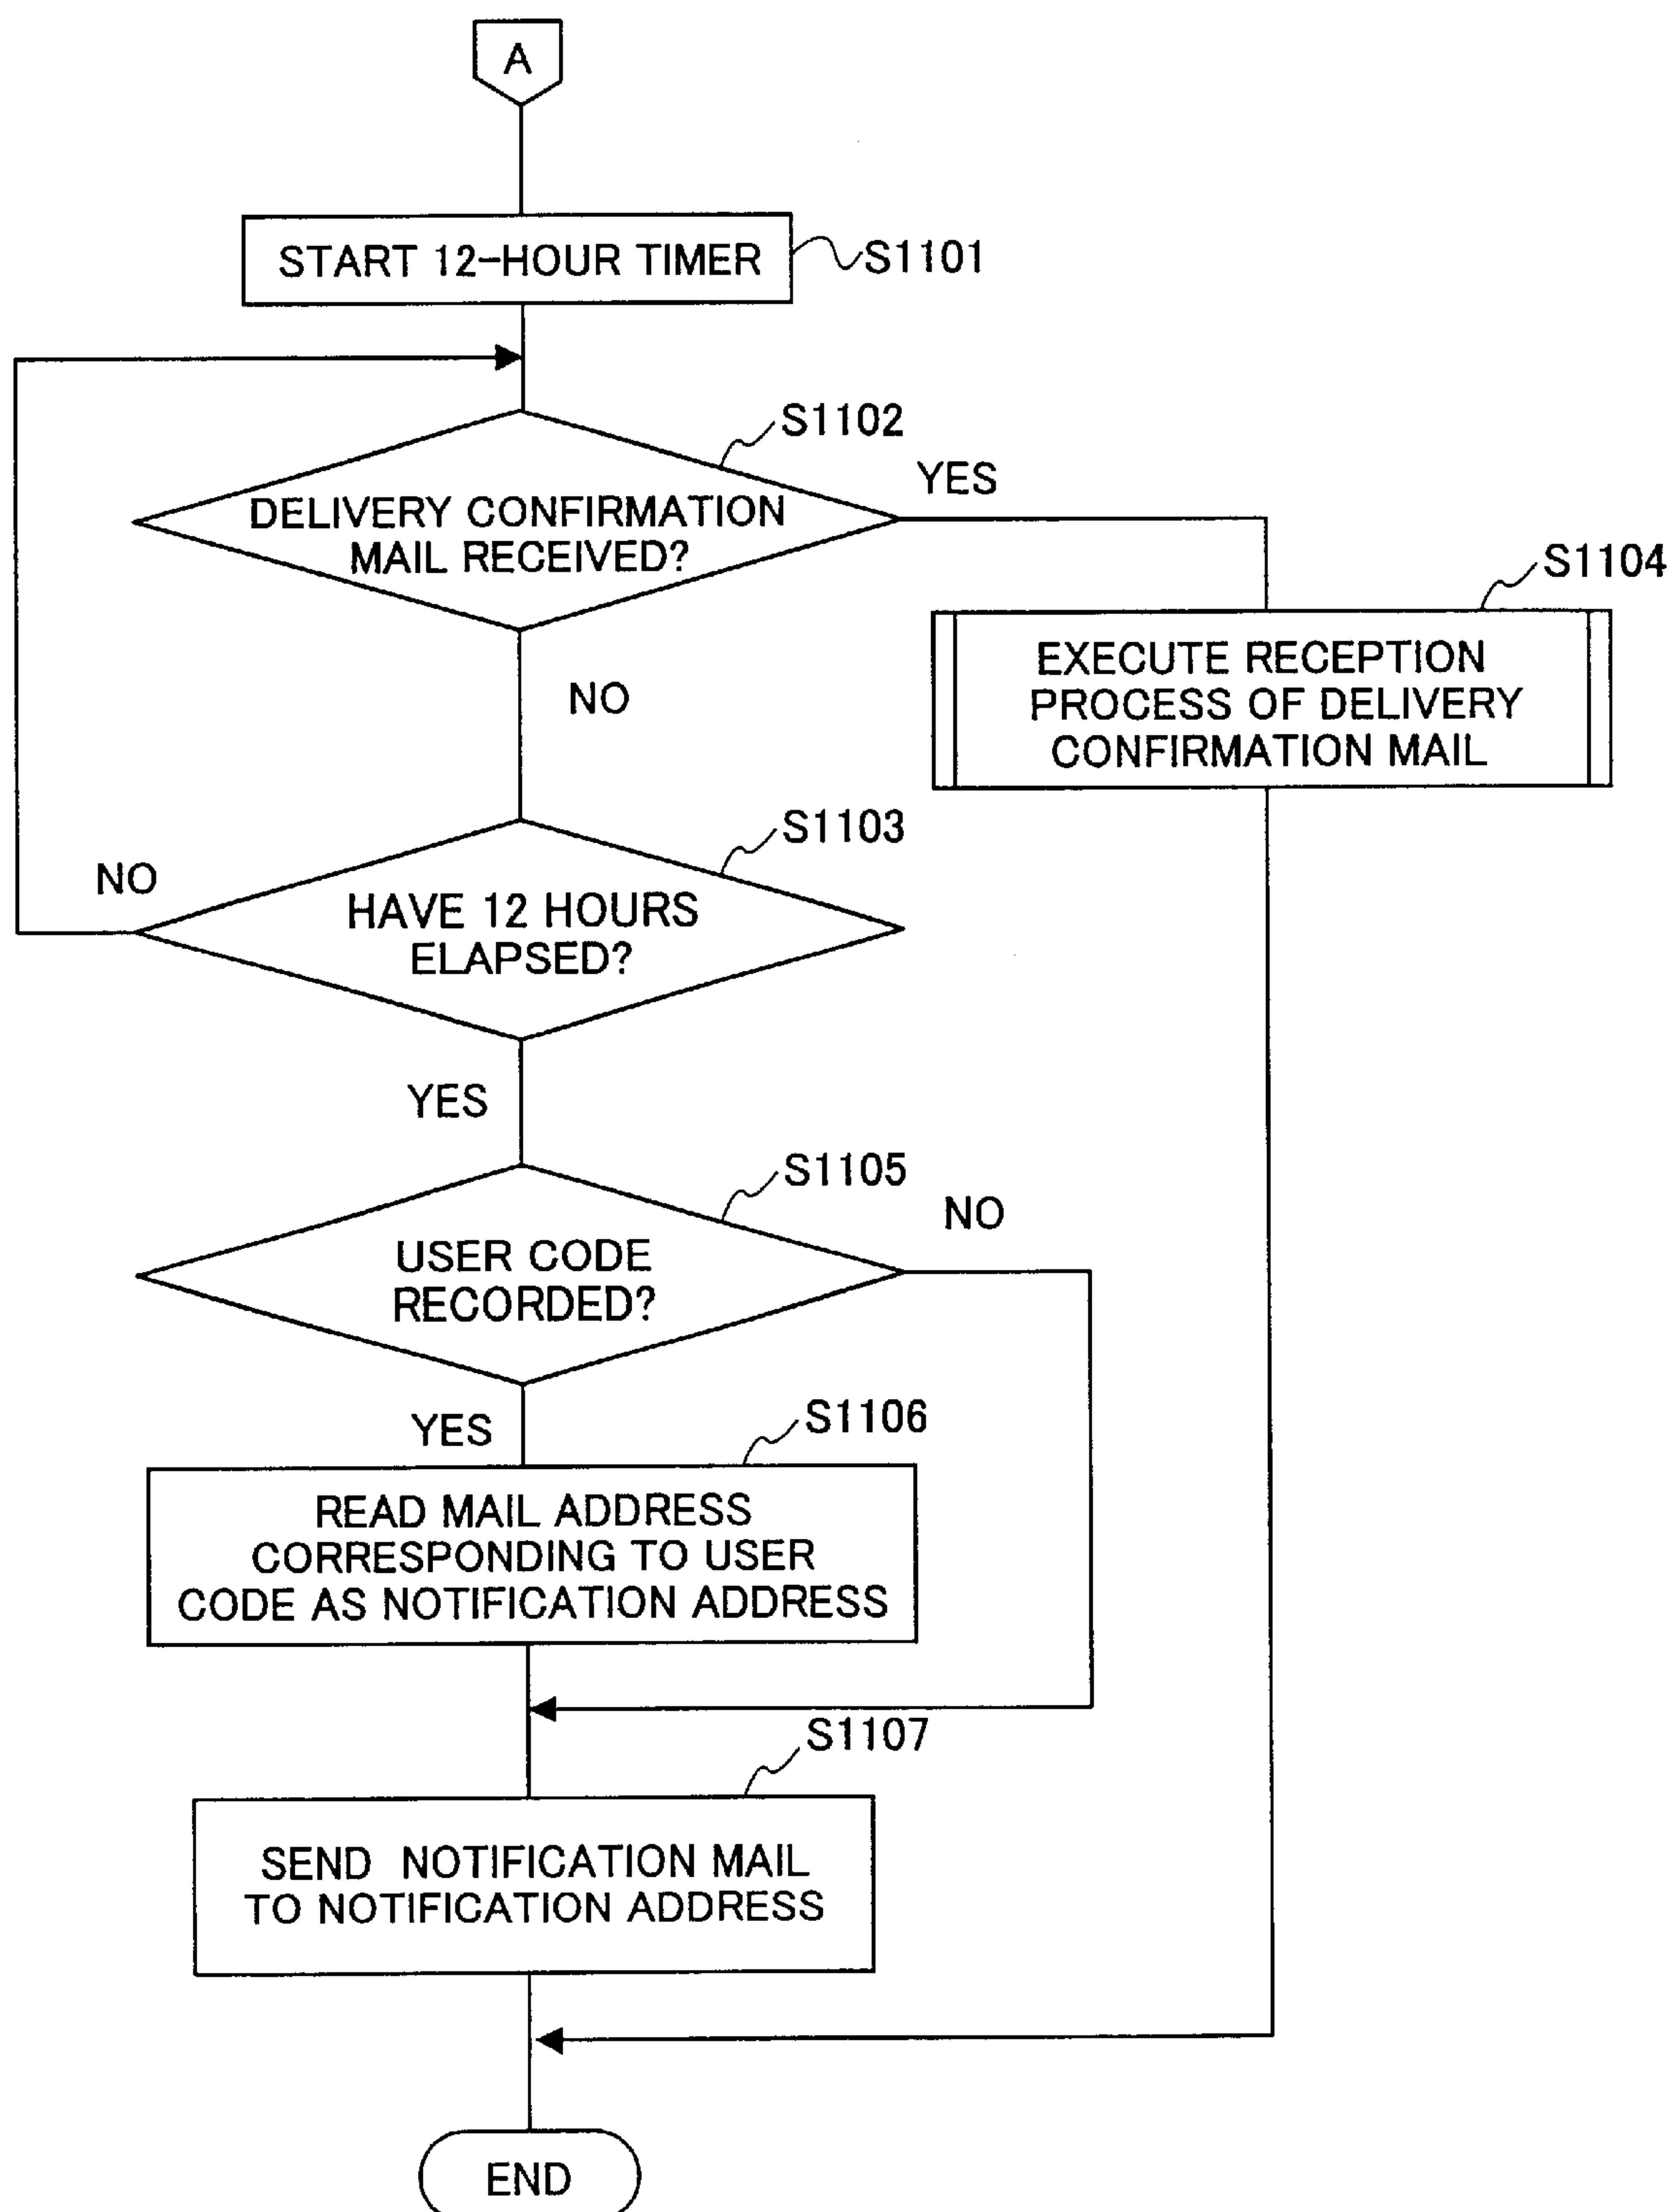 A
START 12-HOUR TIMER
S1101
S1102
YES
DELIVERY CONFIRMATION
MAIL RECEIVED?
S1104
EXECUTE RECEPTION
PROCESS OF DELIVERY
CONFIRMATION MAIL
NO
S1103
NO
HAVE 12 HOURS
ELAPSED?
YES
S1105
NO
USER CODE
RECORDED?
YES
S1106
READ MAIL ADDRESS
CORRESPONDING TO USER
CODE AS NOTIFICATION ADDRESS
S1107
SEND NOTIFICATION MAIL
TO NOTIFICATION ADDRESS
END